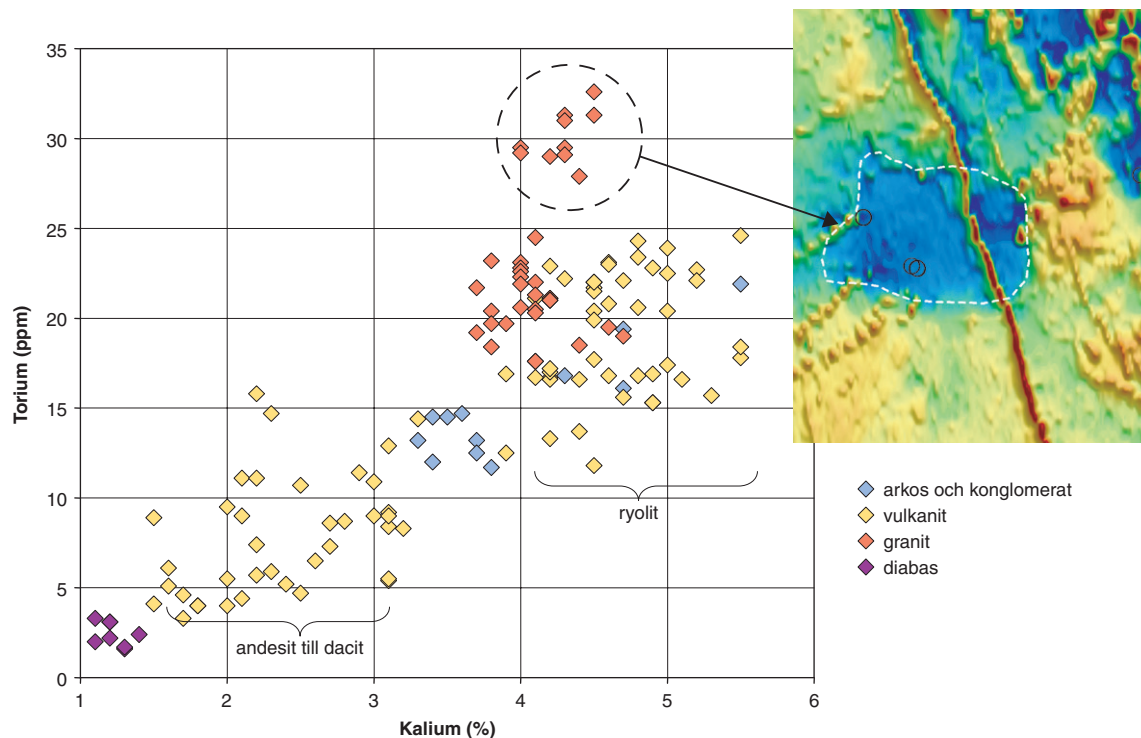 35
30
25
20
15
10
5
0
Torium (ppm)
1
2
3
4
5
6
Kalium (%)
andesit till dacit
ryolit
arkos och konglomerat
vulkanit
granit
diabas